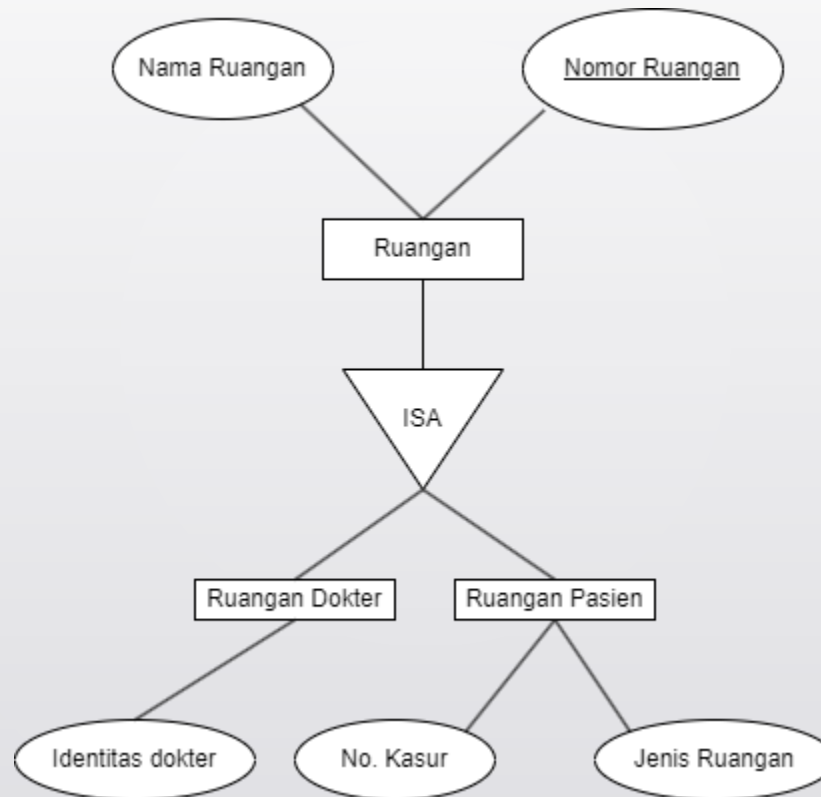 Nama Ruangan
Nomor Ruangan
Ruangan
ISA
Ruangan Dokter
Ruangan Pasien
Identitas dokter
No. Kasur
Jenis Ruangan